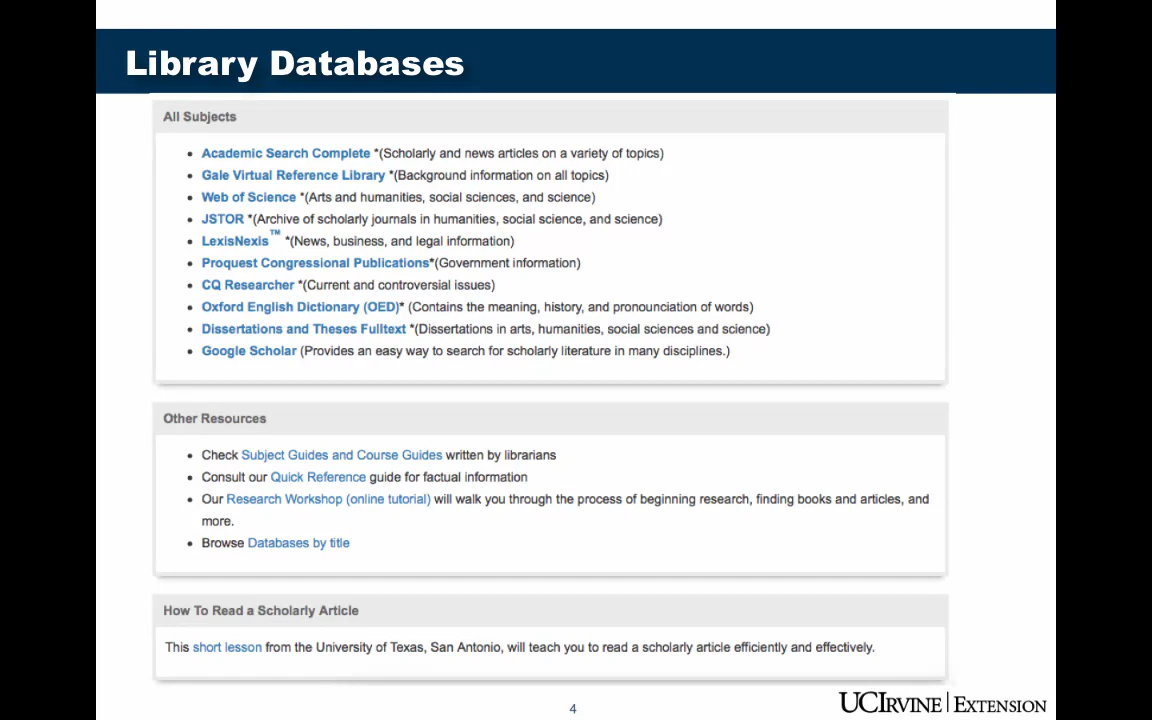 Library Databases
All Subjects
• Academic Search Complete *(Scholarly and news articles on a variety of topics)
• Gale Virtual Reference Library *(Background information on all topics)
• Web of Science *(Arts and humanities, social sciences, and science)
• JSTOR *(Archive of scholarly journals in humanities, social science, and science)
• LexisNexis™ *(News, business, and legal information)
• Proquest Congressional Publications*(Government information)
• CQ Researcher *(Current and controversial issues)
• Oxford English Dictionary (OED)* (Contains the meaning, history, and pronounciation of words)
• Dissertations and Theses Fulltext *(Dissertations in arts, humanities, social sciences and science)
• Google Scholar (Provides an easy way to search for scholarly literature in many disciplines.)
Other Resources
• Check Subject Guides and Course Guides written by librarians
• Consult our Quick Reference guide for factual information
• Our Research Workshop (online tutorial) will walk you through the process of beginning research, finding books and articles, and
more.
• Browse Databases by title
How To Read a Scholarly Article
This short lesson from the University of Texas, San Antonio, will teach you to read a scholarly article efficiently and effectively.
4
UCIRVINE | EXTENSION